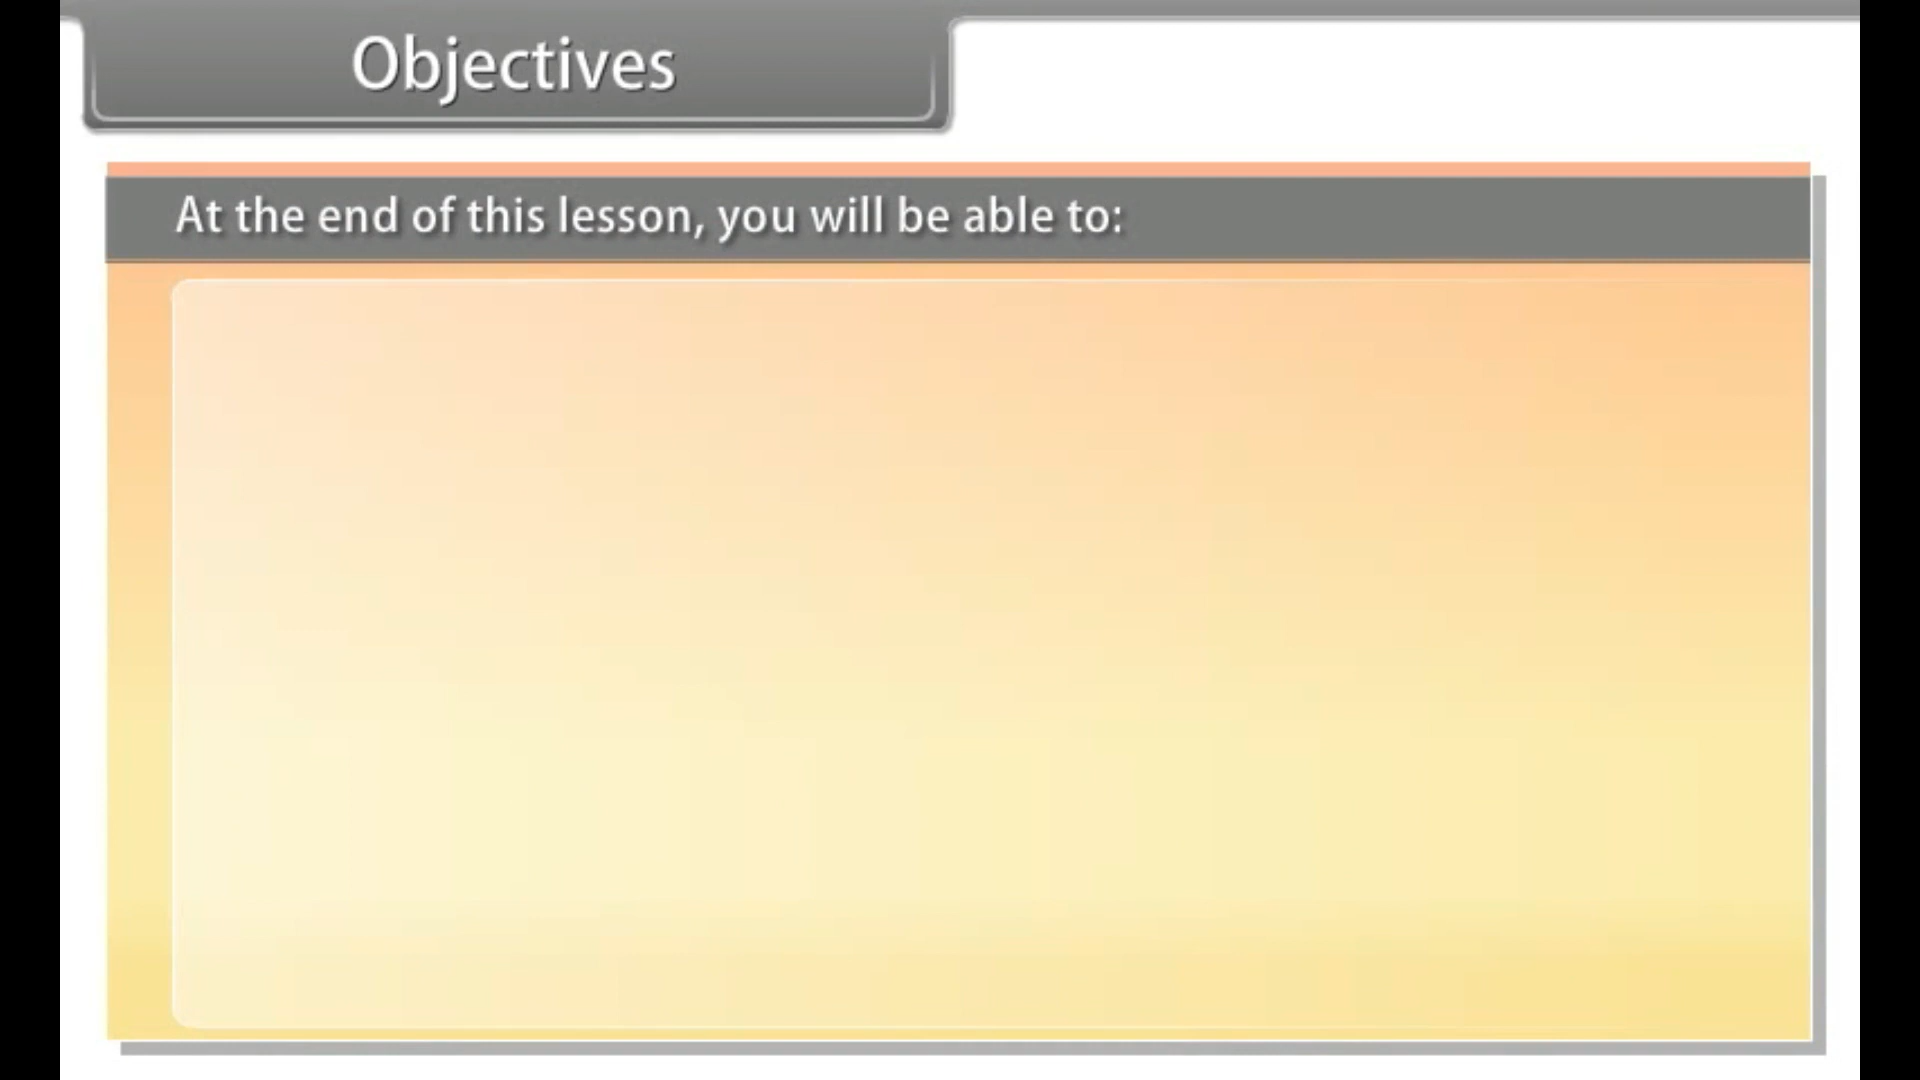 Objectives
At the end of this lesson, you will be able to: